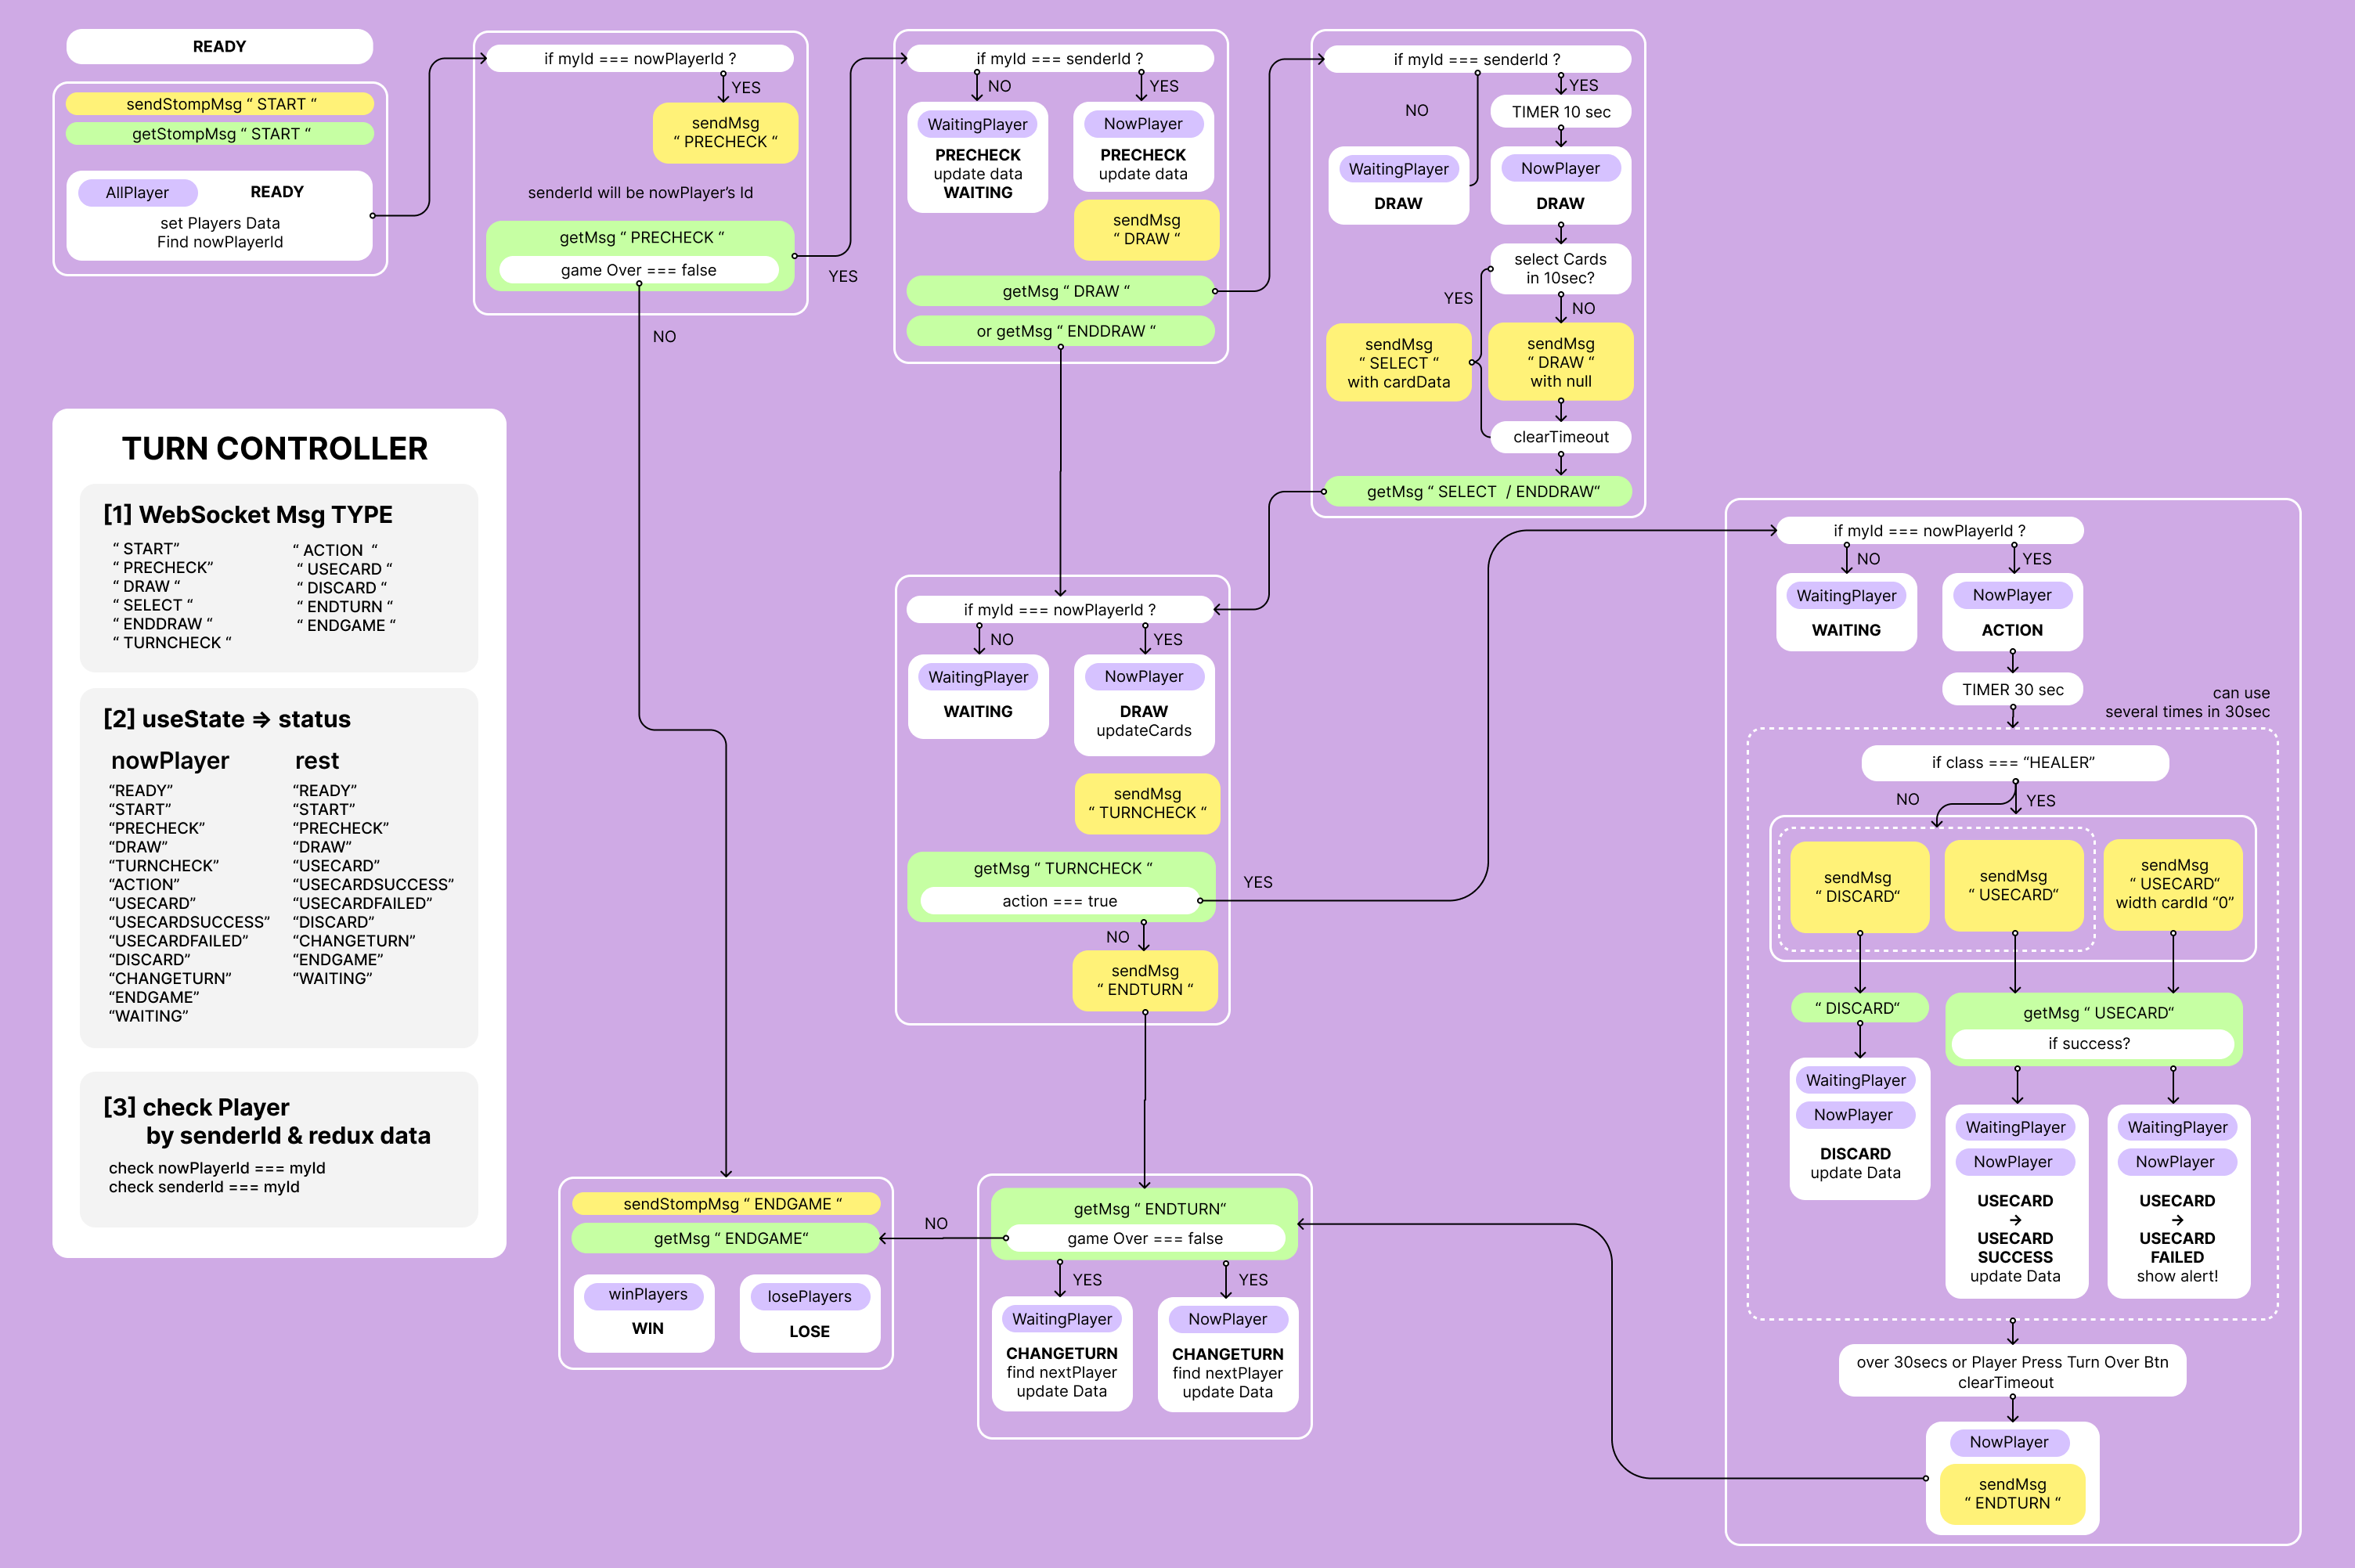 READY
sendStompMsg “ START “
getStompMsg “ START “
AllPlayer
READY
set Players Data
Find nowPlayerId
if myId === nowPlayerId ?
YES
sendMsg
“ PRECHECK “
senderId will be nowPlayer’s Id
getMsg “ PRECHECK “
game Over === false
YES
NO
if myId === senderId ?
NO
YES
WaitingPlayer
PRECHECK
update data
WAITING
NowPlayer
PRECHECK
update data
sendMsg
“ DRAW “
getMsg “ DRAW “
or getMsg “ ENDDRAW “
if myId === senderId ?
YES
NO
TIMER 10 sec
WaitingPlayer
DRAW
NowPlayer
DRAW
select Cards
in 10sec?
YES
NO
sendMsg
“ SELECT “
with cardData
sendMsg
“ DRAW “
with null
clearTimeout
getMsg “ SELECT  / ENDDRAW“
TURN CONTROLLER
[1] WebSocket Msg TYPE
“ START”
“ PRECHECK”
“ DRAW “
“ SELECT “
“ ENDDRAW “
“ TURNCHECK “
“ ACTION  “
“ USECARD “
“ DISCARD “
“ ENDTURN “
“ ENDGAME “
[2] useState => status
nowPlayer
“READY”
“START”
“PRECHECK”
“DRAW”
“TURNCHECK”
“ACTION”
“USECARD”
“USECARDSUCCESS”
“USECARDFAILED”
“DISCARD”
“CHANGETURN”
“ENDGAME”
“WAITING”
rest
“READY”
“START”
“PRECHECK”
“DRAW”
“USECARD”
“USECARDSUCCESS”
“USECARDFAILED”
“DISCARD”
“CHANGETURN”
“ENDGAME”
“WAITING”
[3] check Player
by senderId & redux data
check nowPlayerId === myId
check senderId === myId
if myId === nowPlayerId ?
NO
YES
WaitingPlayer
WAITING
NowPlayer
DRAW
updateCards
sendMsg
“ TURNCHECK “
getMsg “ TURNCHECK “
action === true
YES
NO
sendMsg
“ ENDTURN “
if myId === nowPlayerId ?
NO
YES
WaitingPlayer
WAITING
NowPlayer
ACTION
TIMER 30 sec
can use
several times in 30sec
if class === “HEALER”
NO
YES
sendMsg
“ DISCARD“
sendMsg
“ USECARD“
sendMsg
“ USECARD“
width cardId “0”
“ DISCARD“
getMsg “ USECARD“
if success?
WaitingPlayer
NowPlayer
DISCARD
update Data
WaitingPlayer
NowPlayer
USECARD
→
USECARD
SUCCESS
update Data
WaitingPlayer
NowPlayer
USECARD
→
USECARD
FAILED
show alert!
over 30secs or Player Press Turn Over Btn
clearTimeout
NowPlayer
sendMsg
“ ENDTURN “
getMsg “ ENDTURN“
game Over === false
NO
YES
YES
WaitingPlayer
CHANGETURN
find nextPlayer
update Data
NowPlayer
CHANGETURN
find nextPlayer
update Data
sendStompMsg “ ENDGAME “
getMsg “ ENDGAME“
winPlayers
WIN
losePlayers
LOSE